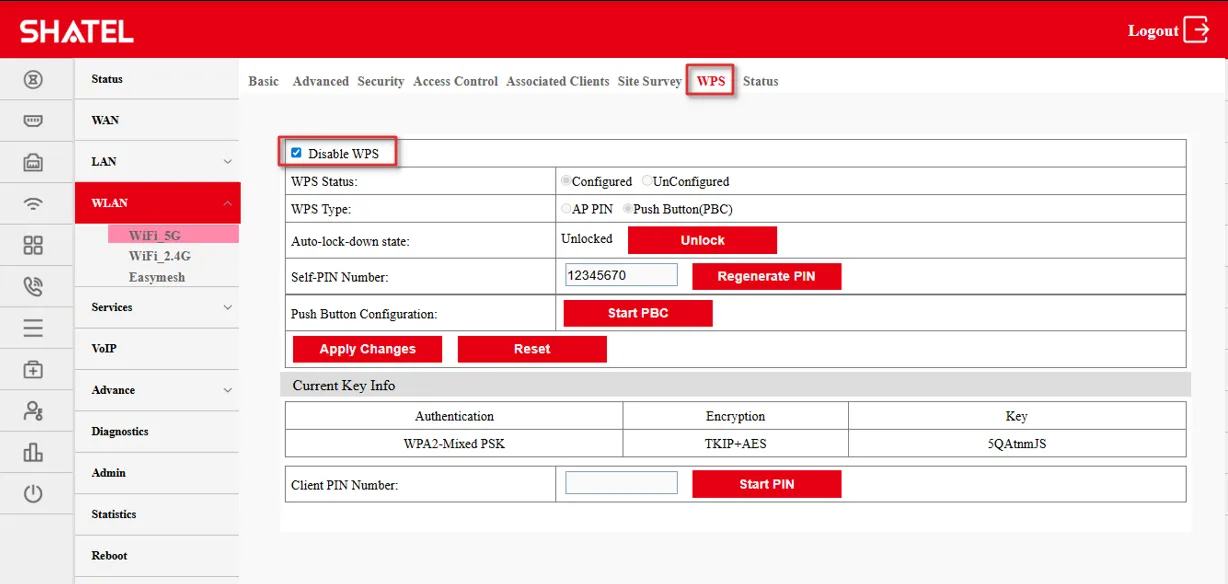 SHATEL
Logout
Status
WAN
LAN
WLAN
WiFi_5G
WiFi_2.4G
Easymesh
Services
VoIP
Advance
Diagnostics
Admin
Statistics
Reboot
Basic Advanced Security Access Control Associated Clients Site Survey WPS Status
Disable WPS
WPS Status: Configured UnConfigured
WPS Type: AP PIN Push Button(PBC)
Auto-lock-down state: Unlocked Unlock
Self-PIN Number: 12345670 Regenerate PIN
Push Button Configuration: Start PBC
Apply Changes Reset
Current Key Info
Authentication Encryption Key
WPA2-Mixed PSK TKIP+AES 5QAtnmJS
Client PIN Number: Start PIN